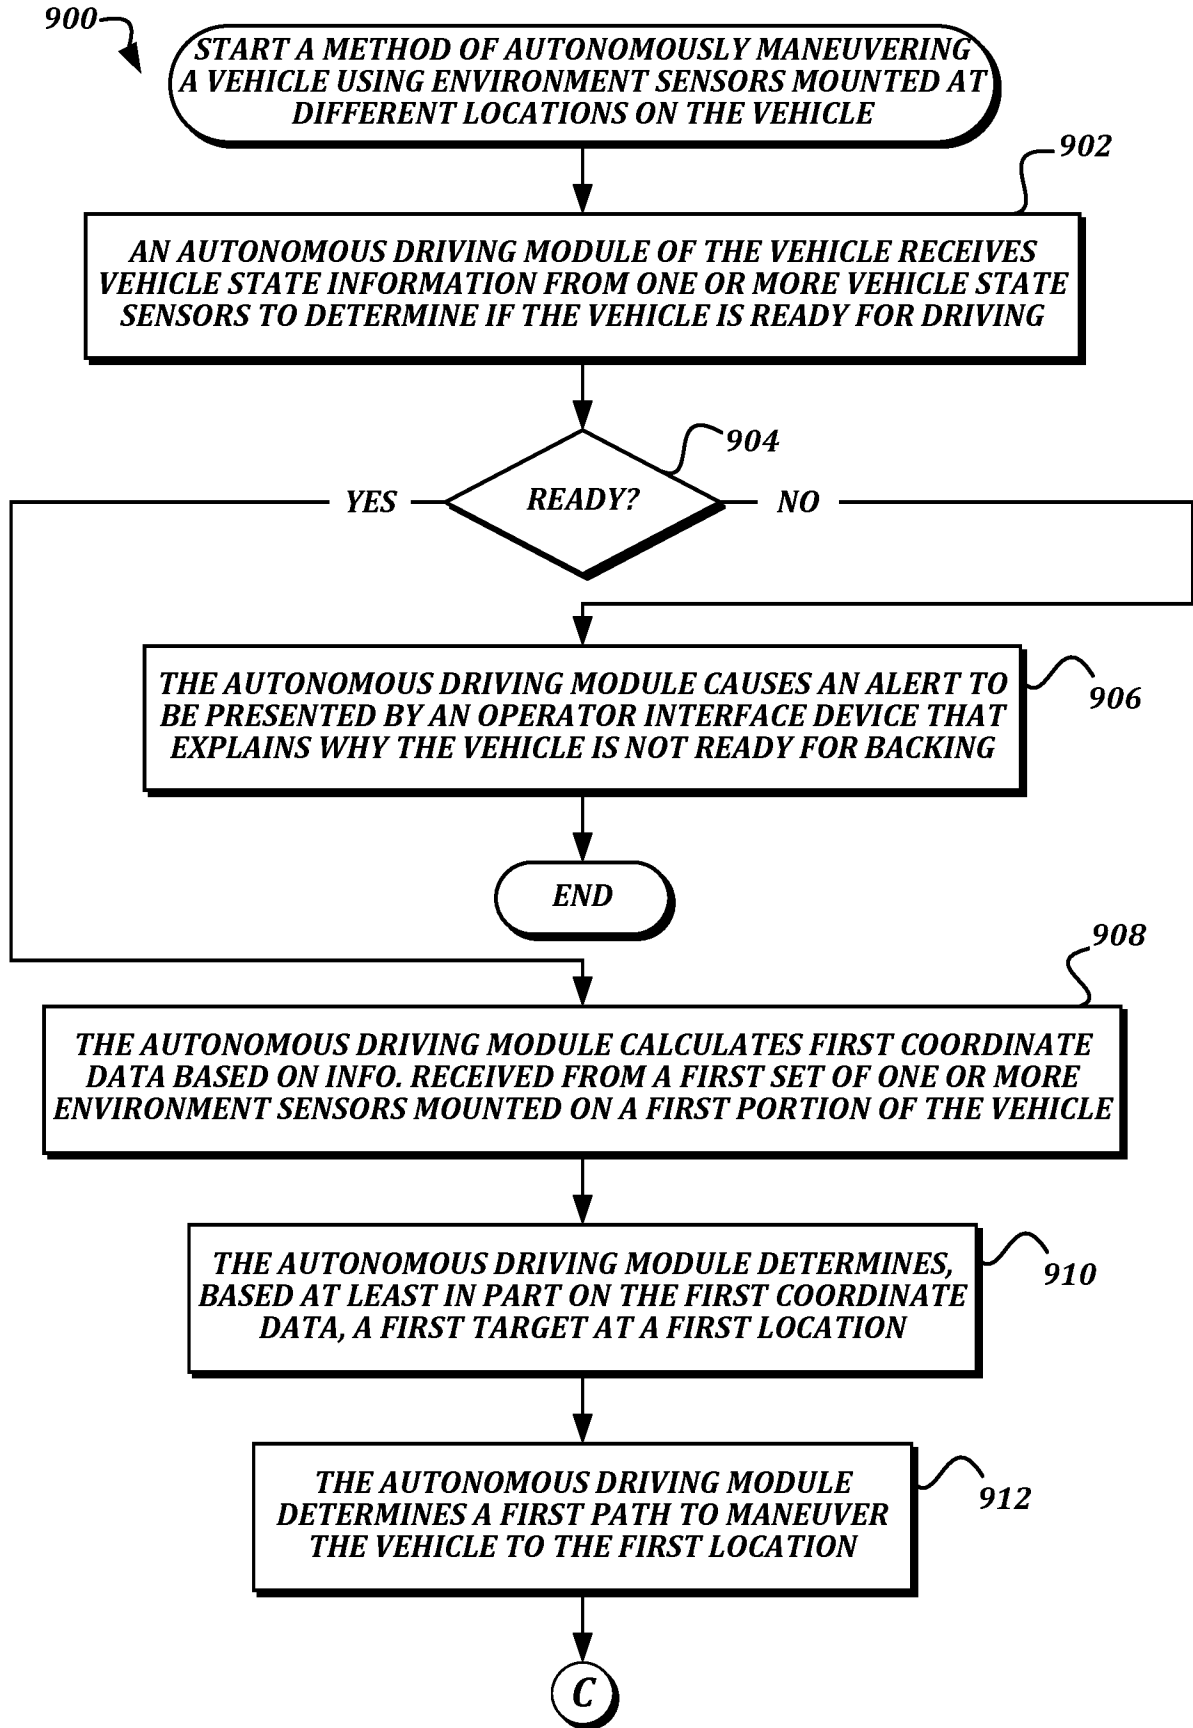 900
START A METHOD OF AUTONOMOUSLY MANEUVERING
A VEHICLE USING ENVIRONMENT SENSORS MOUNTED AT
DIFFERENT LOCATIONS ON THE VEHICLE
902
AN AUTONOMOUS DRIVING MODULE OF THE VEHICLE RECEIVES
VEHICLE STATE INFORMATION FROM ONE OR MORE VEHICLE STATE
SENSORS TO DETERMINE IF THE VEHICLE IS READY FOR DRIVING
904
YES
READY?
NO
THE AUTONOMOUS DRIVING MODULE CAUSES AN ALERT TO
BE PRESENTED BY AN OPERATOR INTERFACE DEVICE THAT
EXPLAINS WHY THE VEHICLE IS NOT READY FOR BACKING
906
END
908
THE AUTONOMOUS DRIVING MODULE CALCULATES FIRST COORDINATE
DATA BASED ON INFO. RECEIVED FROM A FIRST SET OF ONE OR MORE
ENVIRONMENT SENSORS MOUNTED ON A FIRST PORTION OF THE VEHICLE
THE AUTONOMOUS DRIVING MODULE DETERMINES,
BASED AT LEAST IN PART ON THE FIRST COORDINATE
DATA, A FIRST TARGET AT A FIRST LOCATION
910
THE AUTONOMOUS DRIVING MODULE
DETERMINES A FIRST PATH TO MANEUVER
THE VEHICLE TO THE FIRST LOCATION
912
C